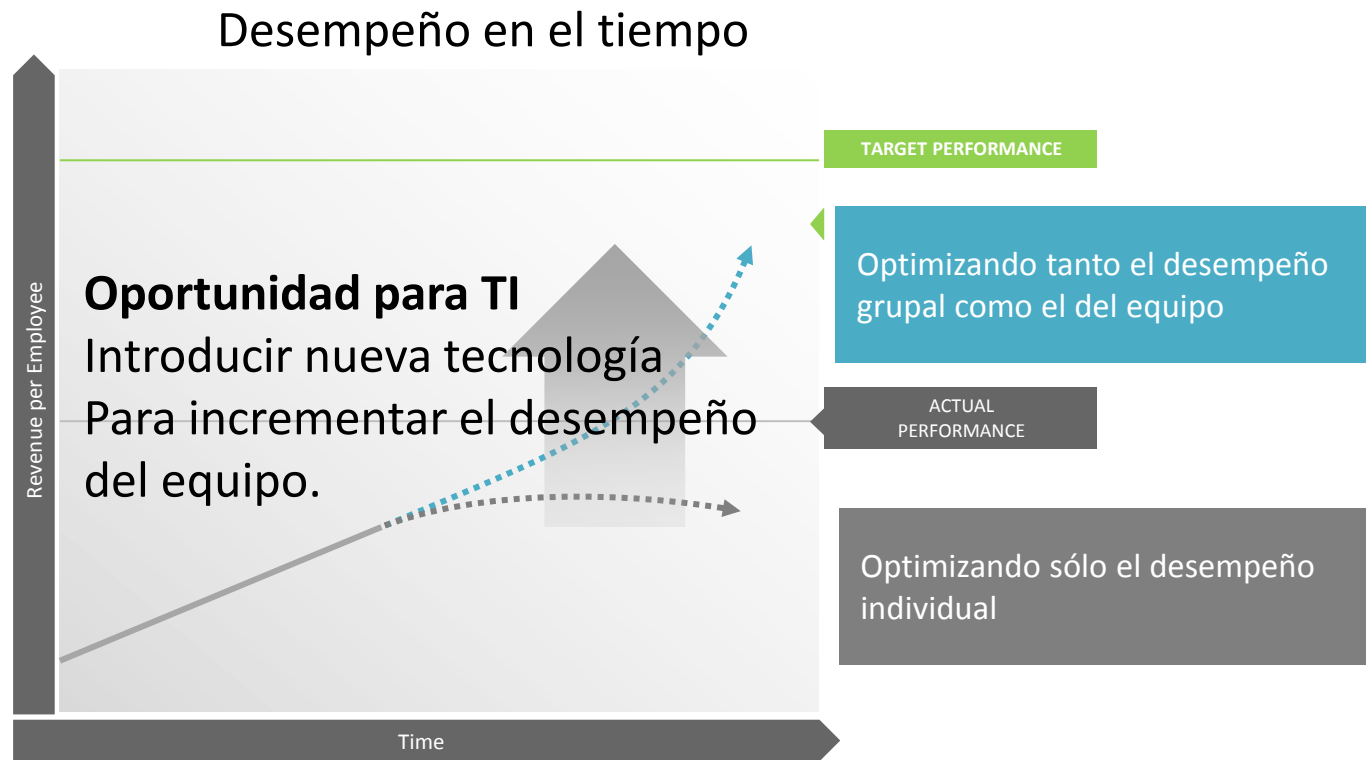 Desempeño en el tiempo
TARGET PERFORMANCE
Optimizando tanto el desempeño
grupal como el del equipo
Revenue per Employee
Oportunidad para TI
Introducir nueva tecnología
Para incrementar el desempeño
del equipo.
ACTUAL
PERFORMANCE
Optimizando sólo el desempeño
individual
Time